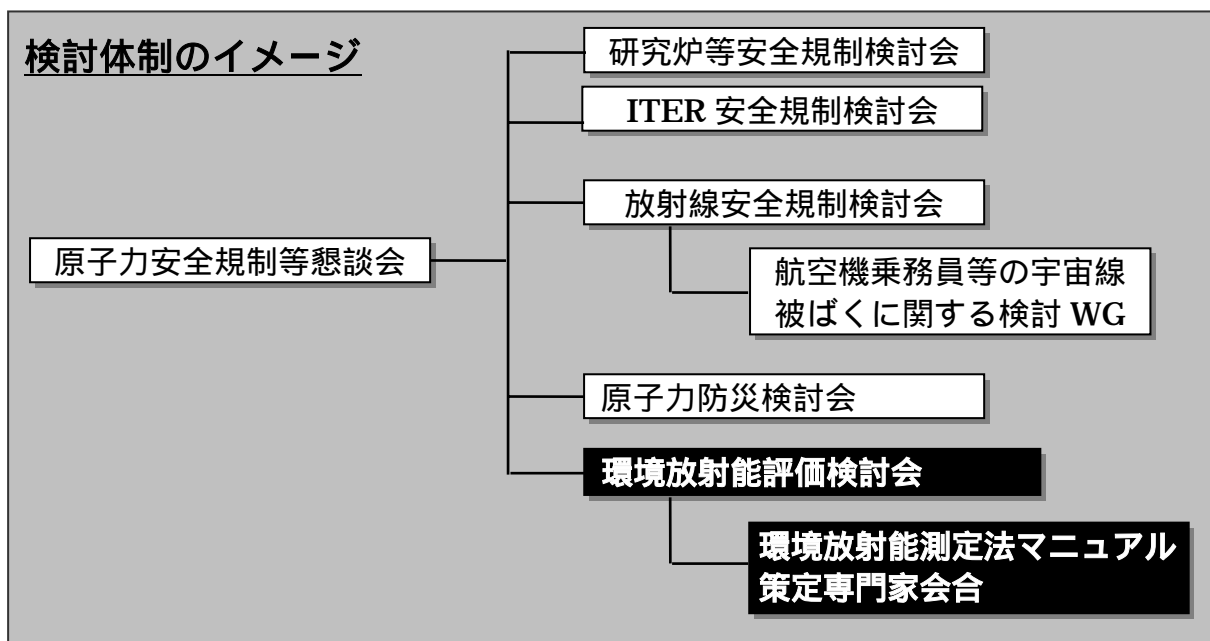 検討体制のイメージ
研究炉等安全規制検討会
ITER 安全規制検討会
放射線安全規制検討会
原子力安全規制等懇談会
航空機乗務員等の宇宙線
被ばくに関する検討 WG
原子力防災検討会
環境放射能評価検討会
環境放射能測定法マニュアル
策定専門家会合